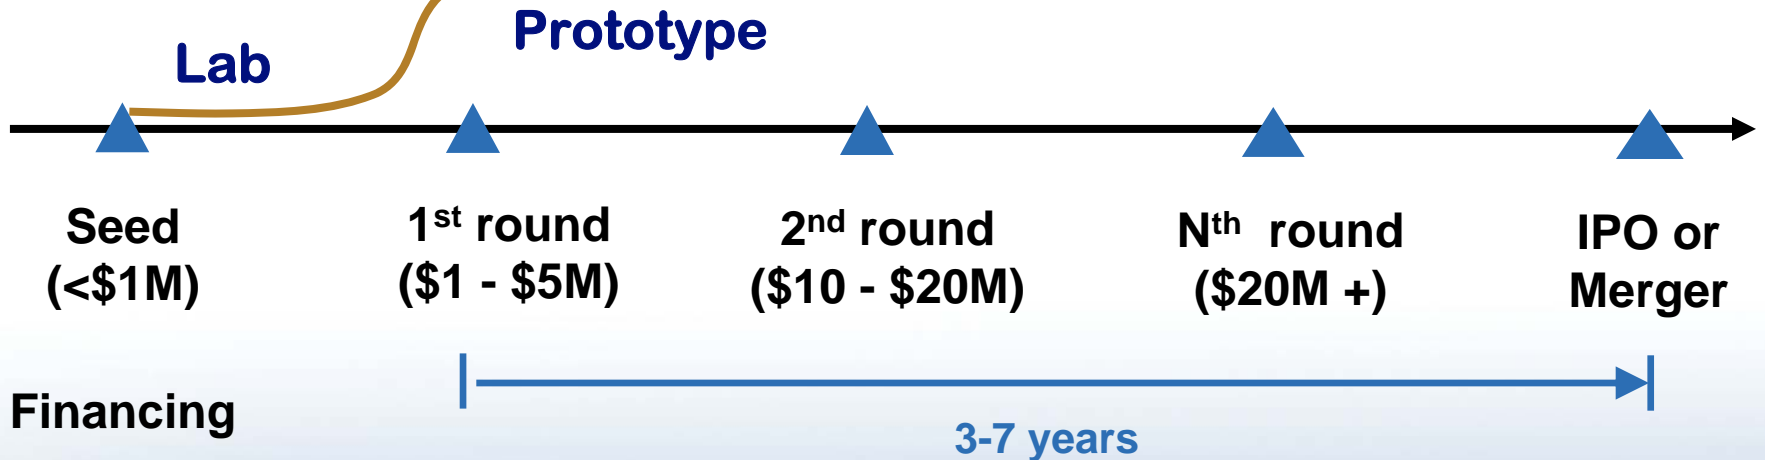 Prototype
Lab
Seed
(<$1M)
1st round
($1 - $5M)
2nd round
($10 - $20M)
Nth round
($20M +)
IPO or
Merger
Financing
3-7 years